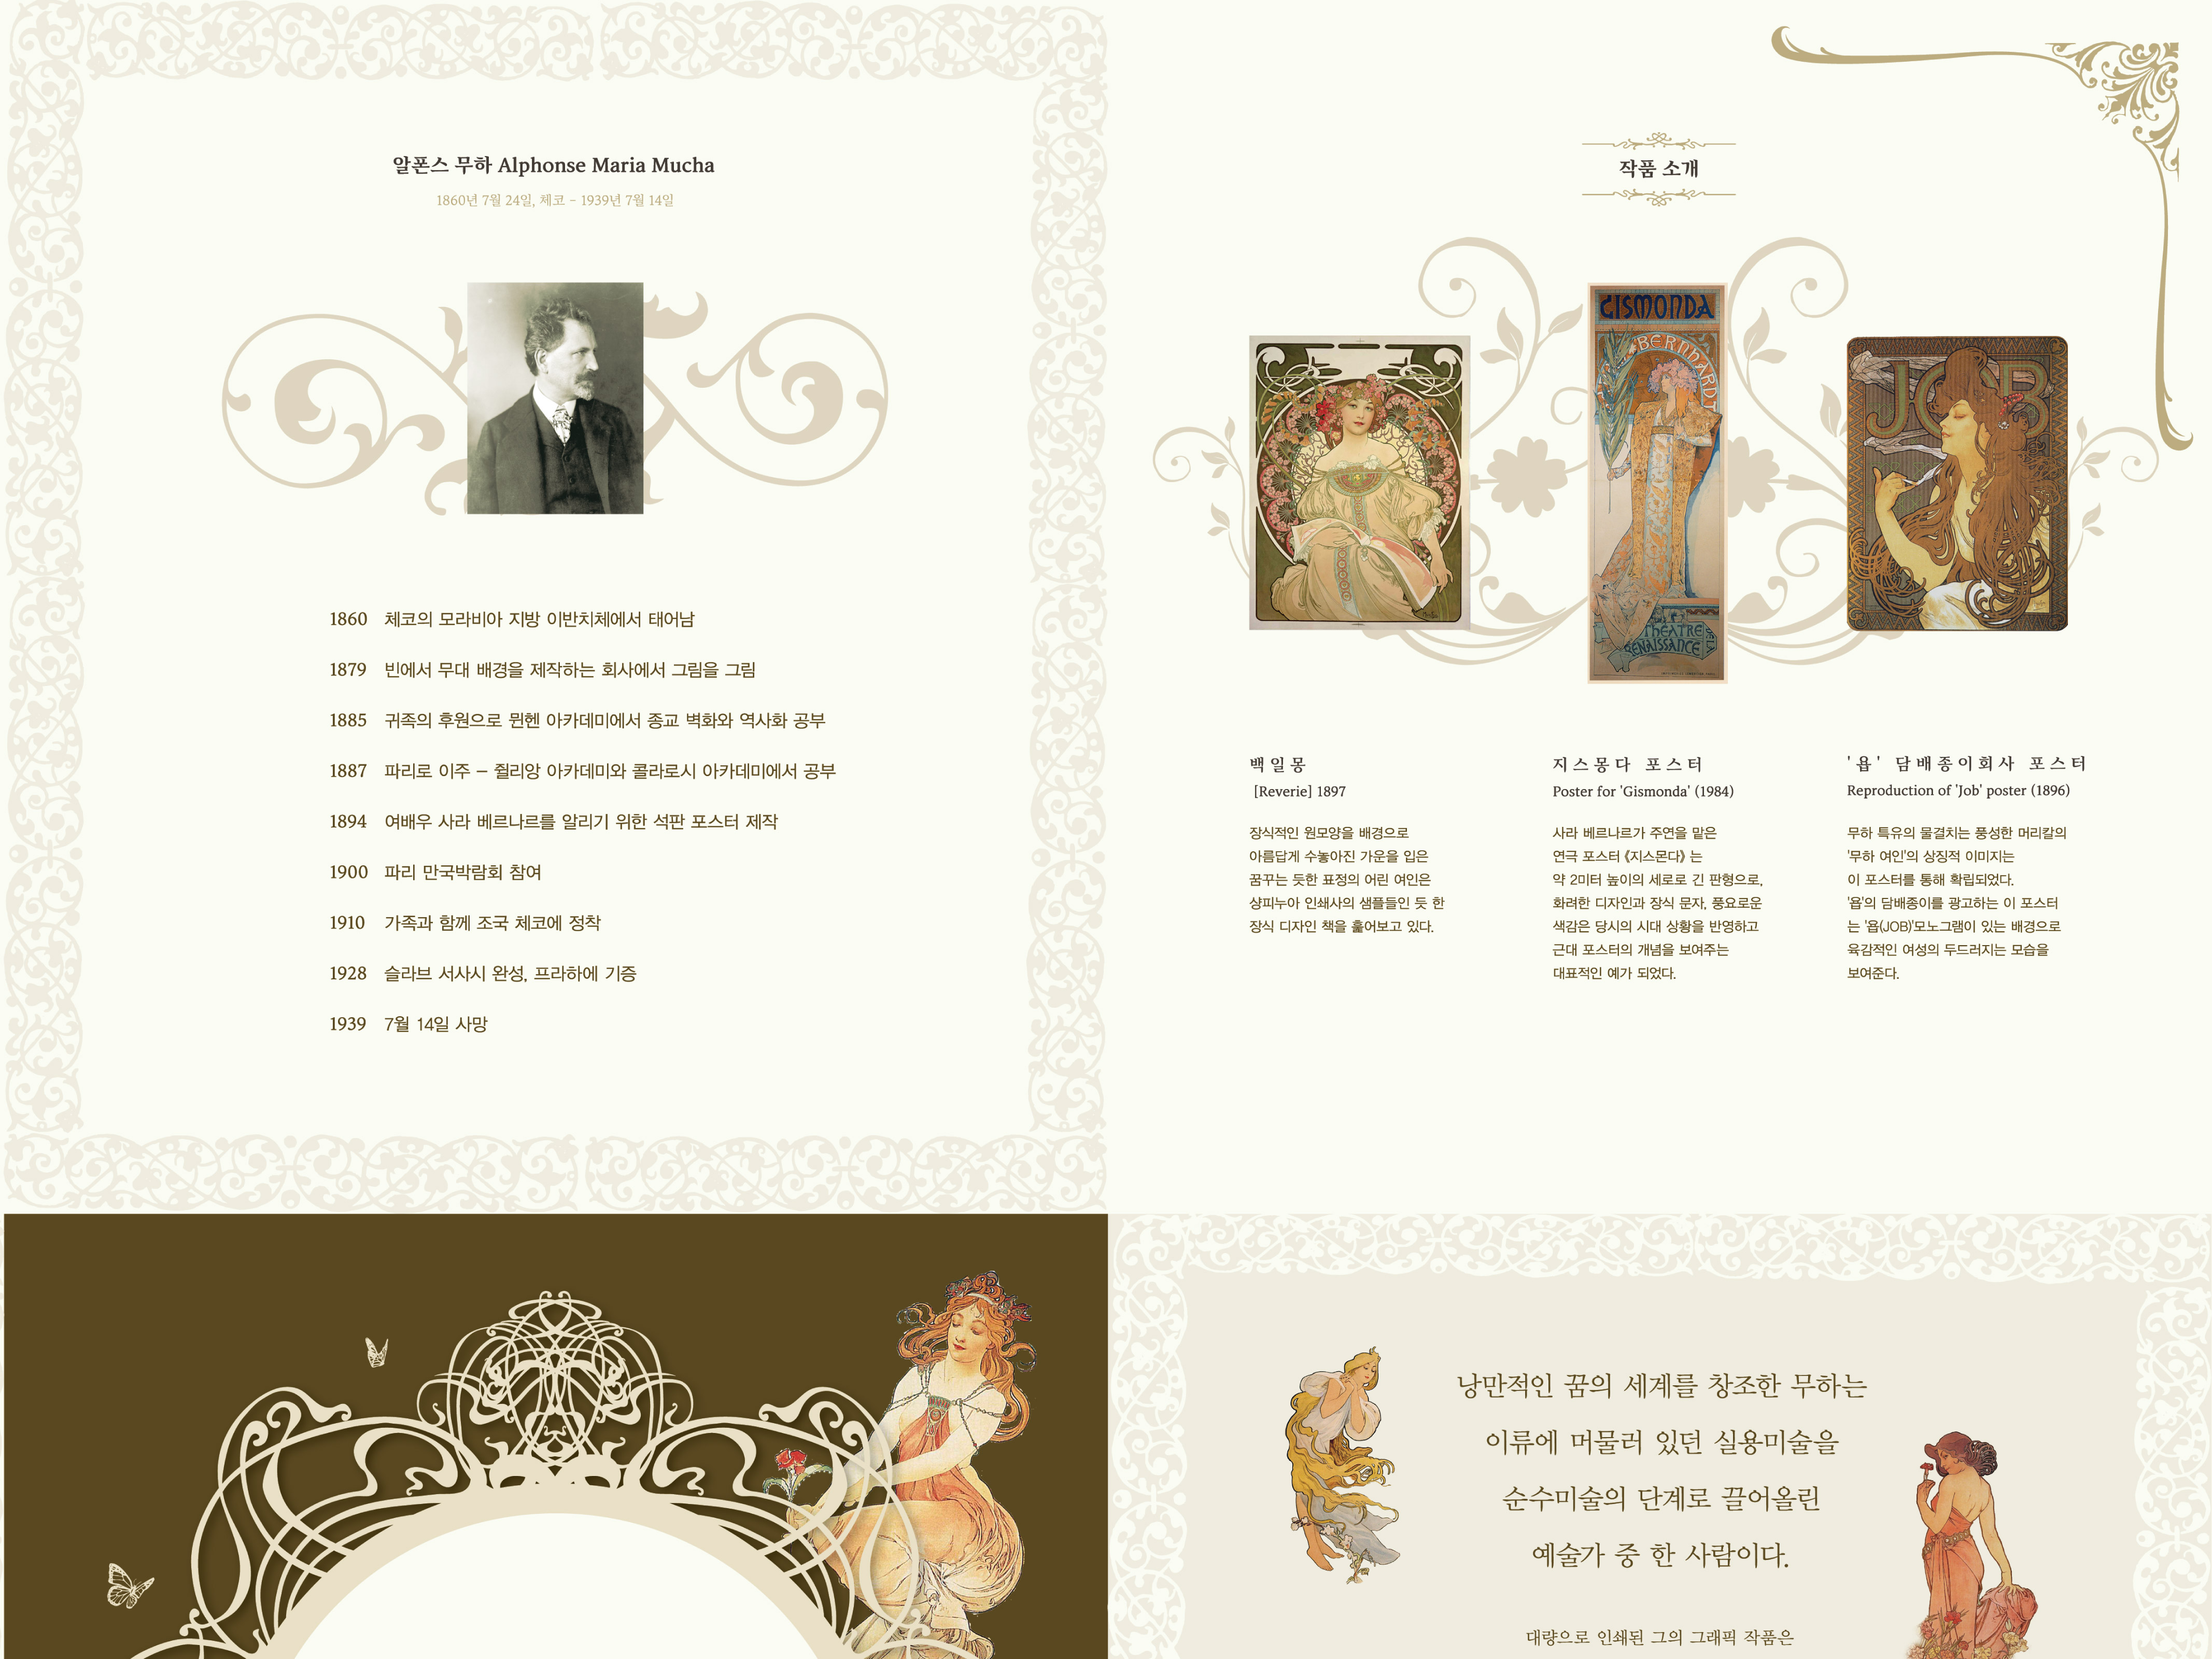 알폰스 무하 Alphonse Maria Mucha
1860년 7월 24일, 체코 - 1939년 7월 14일
1860 체코의 모라비아 지방 이반치체에서 태어남
1879 빈에서 무대 배경을 제작하는 회사에서 그림을 그림
1885 귀족의 후원으로 뮌헨 아카데미에서 종교 벽화와 역사화 공부
1887 파리로 이주 – 쥘리앙 아카데미와 콜라로시 아카데미에서 공부
1894 여배우 사라 베르나르를 알리기 위한 석판 포스터 제작
1900 파리 만국박람회 참여
1910 가족과 함께 조국 체코에 정착
1928 슬라브 서사시 완성, 프라하에 기증
1939 7월 14일 사망
작품 소개
GISMONDA
BERNHARDT
THEATRE
RENAISSANCE
JOB
백일몽
[Reverie] 1897
장식적인 원모양을 배경으로
아름답게 수놓아진 가운을 입은
꿈꾸는 듯한 표정의 어린 여인은
샹피누아 인쇄사의 샘플들인 듯 한
장식 디자인 책을 훑어보고 있다.
지스몽다 포스터
Poster for 'Gismonda' (1984)
사라 베르나르가 주연을 맡은
연극 포스터 《지스몬다》는
약 2미터 높이의 세로로 긴 판형으로,
화려한 디자인과 장식 문자, 풍요로운
색감은 당시의 시대 상황을 반영하고
근대 포스터의 개념을 보여주는
대표적인 예가 되었다.
'욥' 담배종이회사 포스터
Reproduction of 'Job' poster (1896)
무하 특유의 물결치는 풍성한 머리칼의
'무하 여인'의 상징적 이미지는
이 포스터를 통해 확립되었다.
'욥'의 담배종이를 광고하는 이 포스터
는 '욥(JOB)'모노그램이 있는 배경으로
육감적인 여성의 두드러지는 모습을
보여준다.
낭만적인 꿈의 세계를 창조한 무하는
이류에 머물러 있던 실용미술을
순수미술의 단계로 끌어올린
예술가 중 한 사람이다.
대량으로 인쇄된 그의 그래픽 작품은